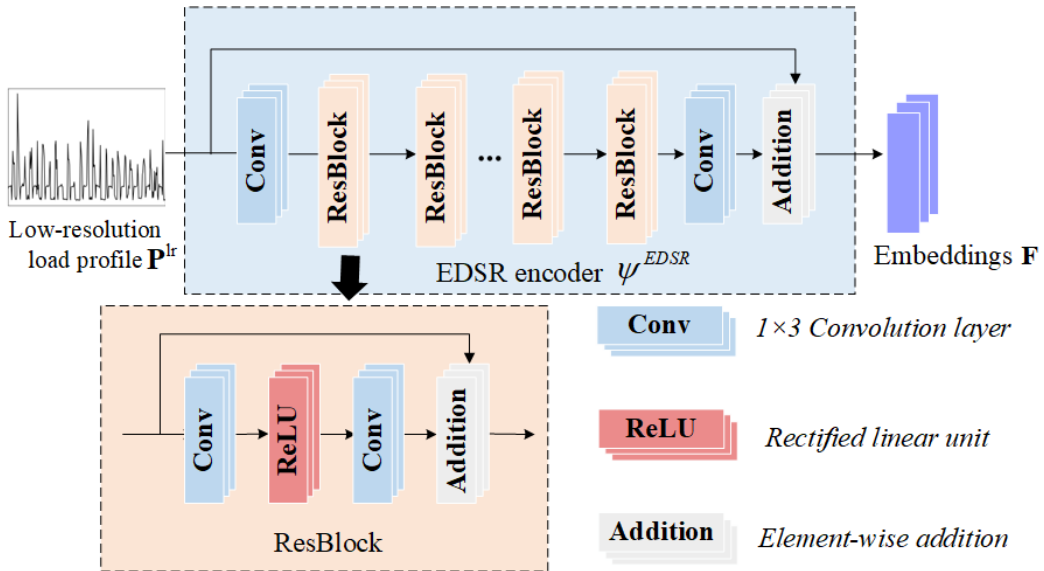 Conv
ResBlock
ResBlock
...
ResBlock
ResBlock
Conv
Addition
Low-resolution
load profile P^lr
EDSR encoder ψ^EDSR
Embeddings F
Conv
ReLU
Conv
Addition
ResBlock
Conv
1×3 Convolution layer
ReLU
Rectified linear unit
Addition
Element-wise addition